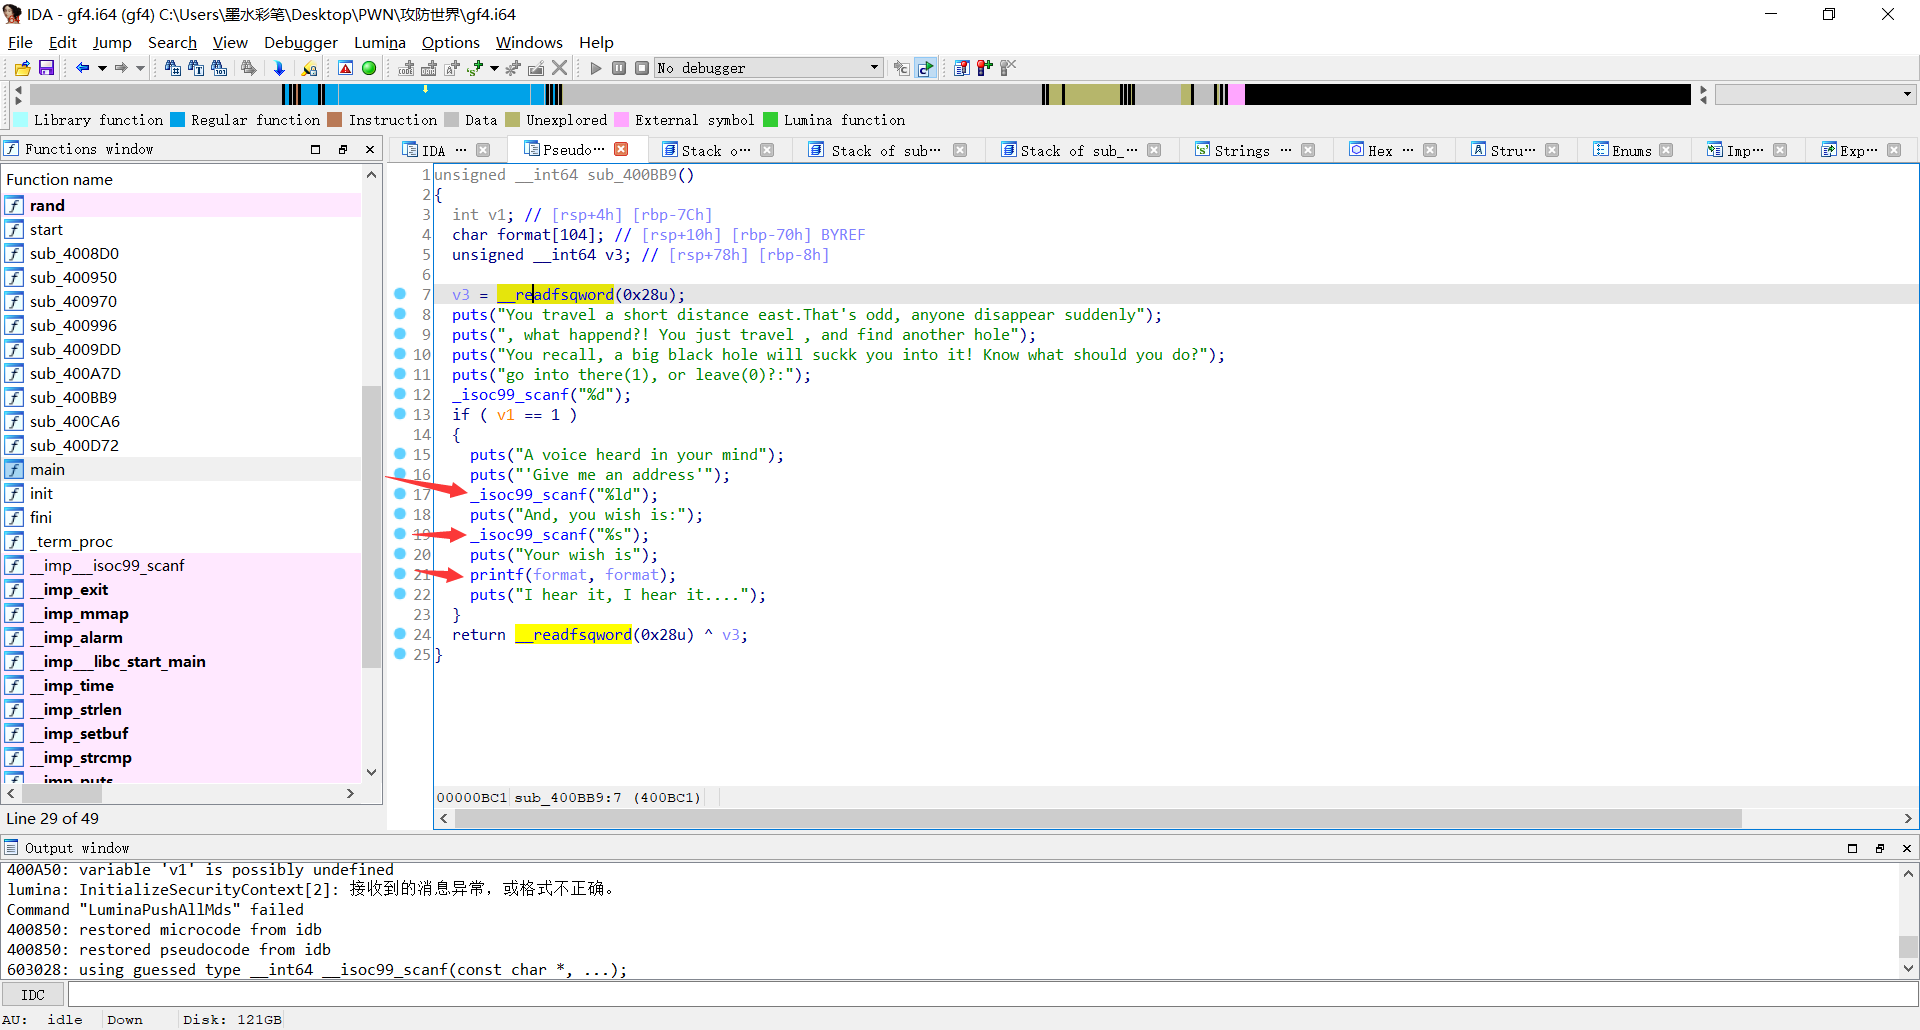 IDA - gf4.i64 (gf4) C:\Users\墨水彩笔\Desktop\PWN\攻防世界\gf4.i64
File Edit Jump Search View Debugger Lumina Options Windows Help
No debugger
Library function Regular function Instruction Data Unexplored External symbol Lumina function
Functions window
IDA ··· Pseudo··· Stack o··· Stack of sub··· Stack of sub_··· Strings ··· Hex ··· Stru··· Enums Imp··· Exp···
Function name
rand
start
sub_4008D0
sub_400950
sub_400970
sub_400996
sub_4009DD
sub_400A7D
sub_400BB9
sub_400CA6
sub_400D72
main
init
fini
_term_proc
__imp___isoc99_scanf
__imp_exit
__imp_mmap
__imp_alarm
__imp___libc_start_main
__imp_time
__imp_strlen
__imp_setbuf
__imp_strcmp
__imp_puts
Line 29 of 49
1 unsigned __int64 sub_400BB9()
2 {
3 int v1; // [rsp+4h] [rbp-7Ch]
4 char format[104]; // [rsp+10h] [rbp-70h] BYREF
5 unsigned __int64 v3; // [rsp+78h] [rbp-8h]
6
7 v3 = __readfsqword(0x28u);
8 puts("You travel a short distance east.That's odd, anyone disappear suddenly");
9 puts(", what happend?! You just travel , and find another hole");
10 puts("You recall, a big black hole will suckk you into it! Know what should you do?");
11 puts("go into there(1), or leave(0)?:");
12 _isoc99_scanf("%d");
13 if ( v1 == 1 )
14 {
15 puts("A voice heard in your mind");
16 puts("'Give me an address'");
17 _isoc99_scanf("%ld");
18 puts("And, you wish is:");
19 _isoc99_scanf("%s");
20 puts("Your wish is");
21 printf(format, format);
22 puts("I hear it, I hear it....");
23 }
24 return __readfsqword(0x28u) ^ v3;
25 }
00000BC1 sub_400BB9:7 (400BC1)
Output window
400A50: variable 'v1' is possibly undefined
lumina: InitializeSecurityContext[2]: 接收到的消息异常，或格式不正确。
Command "LuminaPushAllMds" failed
400850: restored microcode from idb
400850: restored pseudocode from idb
603028: using guessed type __int64 __isoc99_scanf(const char *, ...);
IDC
AU: idle Down Disk: 121GB